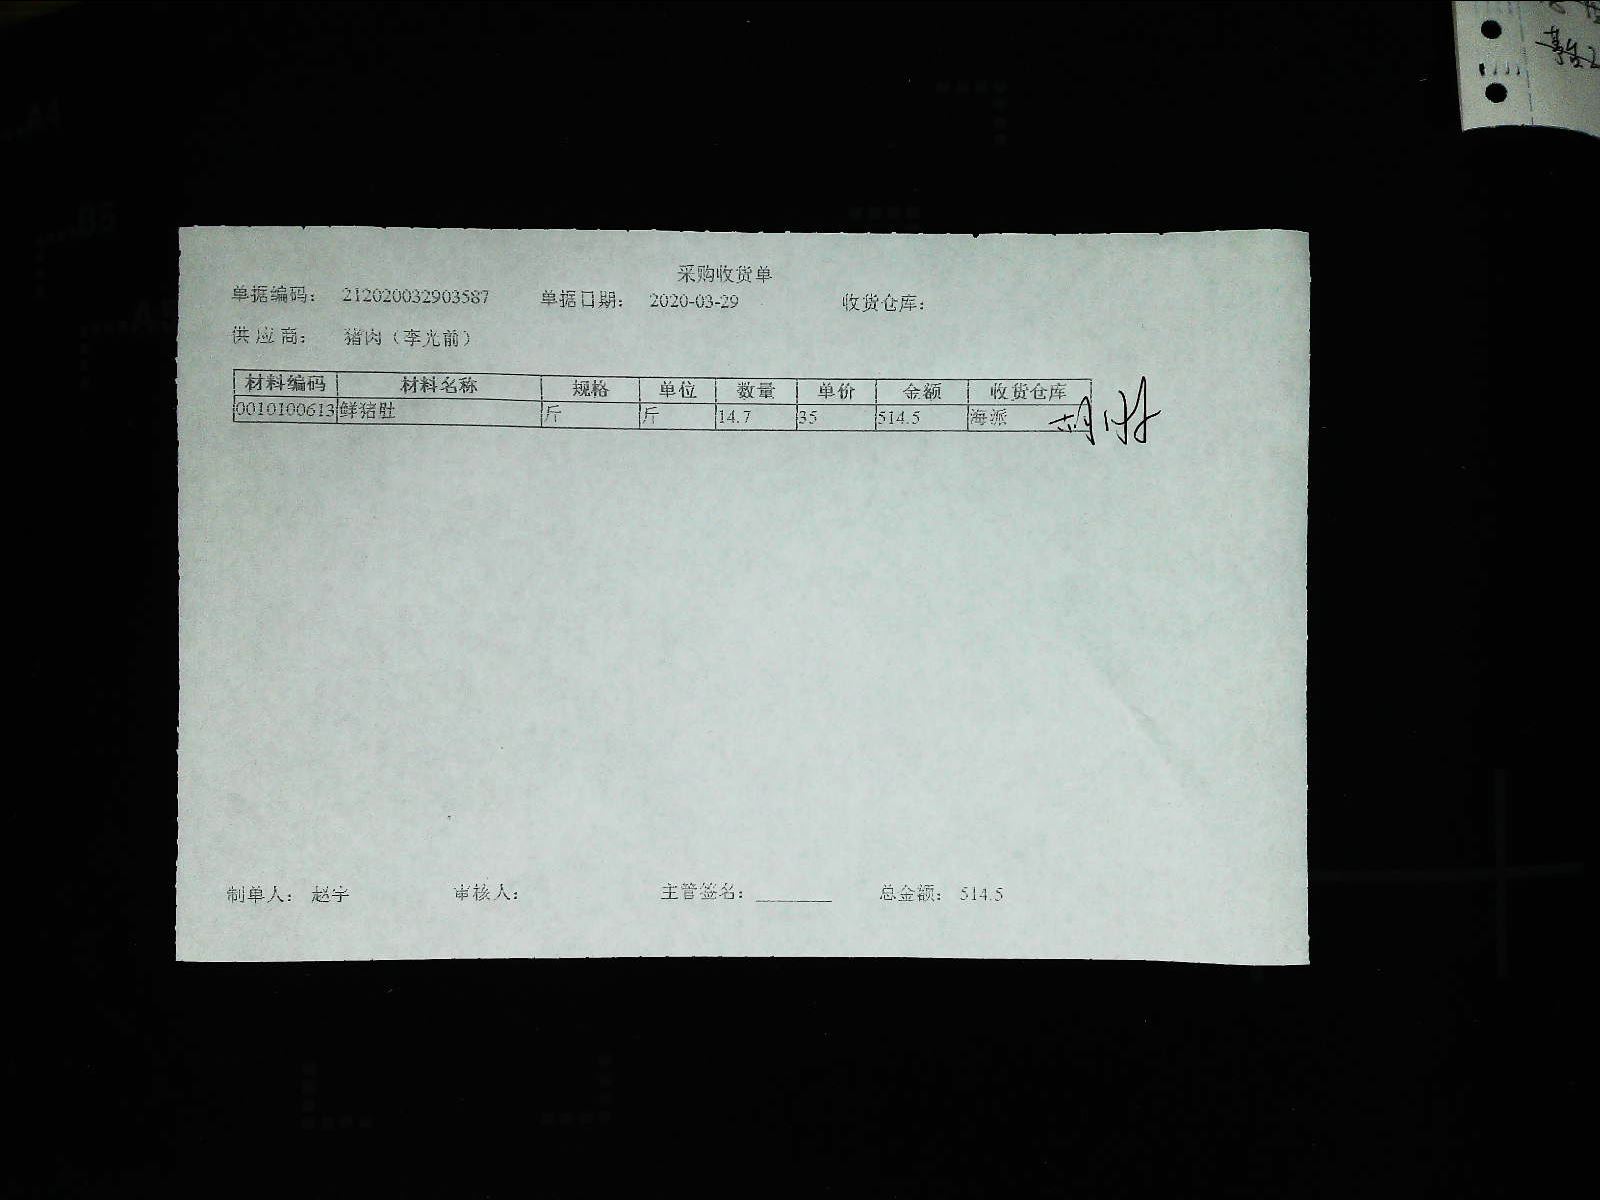 采购收货单
单据编码： 212020032903587 单据日期： 2020-03-29 收货仓库：
供应商： 猪肉（李光前）
材料编码 材料名称 规格 单位 数量 单价 金额 收货仓库
0010100613 鲜猪肚 斤 斤 14.7 35 514.5 海派
制单人： 赵宇 审核人： 主管签名：________ 总金额： 514.5